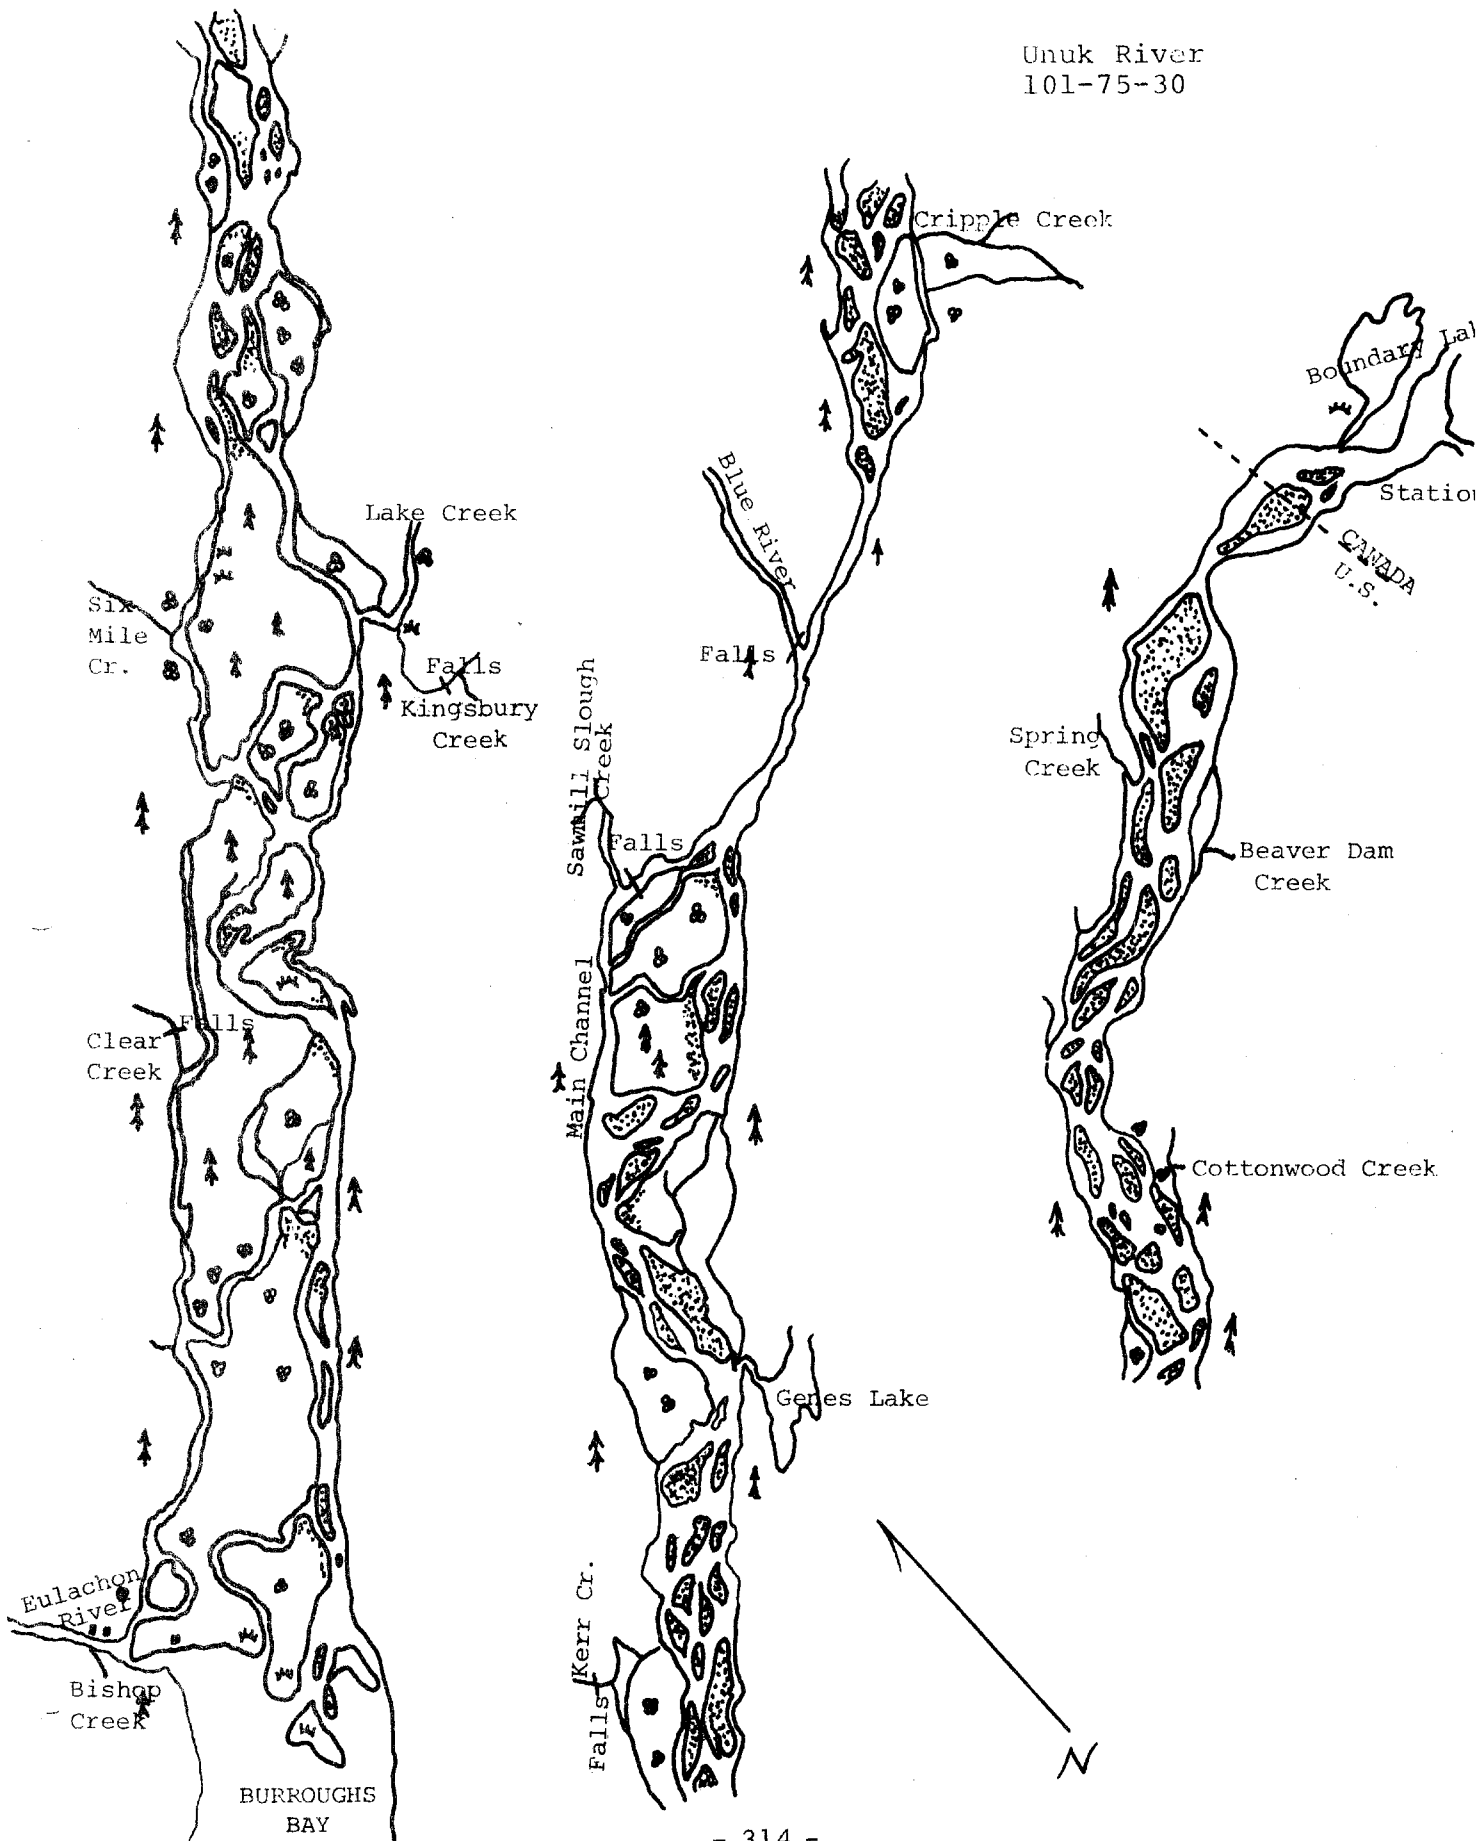 Unuk River
101-75-30
Cripple Creek
Boundary Lak
Statio
CANADA
U.S.
Blue River
Falls
Lake Creek
Six
Mile
Cr.
Falls
Kingsbury
Creek
Sawmill Slough
Creek
Falls
Spring
Creek
Beaver Dam
Creek
Main Channel
Falls
Clear
Creek
Cottonwood Creek
Genes Lake
Kerr Cr.
Falls
Eulachon
River
Bishop
Creek
BURROUGHS
BAY
N
- 314 -